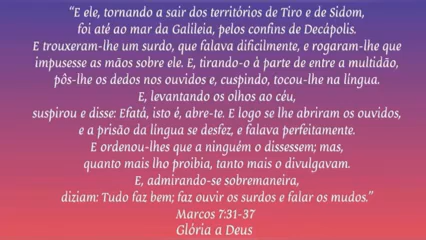 “E ele, tornando a sair dos territórios de Tiro e de Sidom,
foi até ao mar da Galileia, pelos confins de Decápolis.
E trouxeram-lhe um surdo, que falava dificilmente, e rogaram-lhe que
impusesse as mãos sobre ele. E, tirando-o à parte de entre a multidão,
pôs-lhe os dedos nos ouvidos e, cuspindo, tocou-lhe na língua.
E, levantando os olhos ao céu,
suspirou e disse: Efatá, isto é, abre-te. E logo se lhe abriram os ouvidos,
e a prisão da língua se desfez, e falava perfeitamente.
E ordenou-lhes que a ninguém o dissessem; mas,
quanto mais lho proibia, tanto mais o divulgavam.
E, admirando-se sobremaneira,
diziam: Tudo faz bem; faz ouvir os surdos e falar os mudos.”
Marcos 7:31-37
Glória a Deus